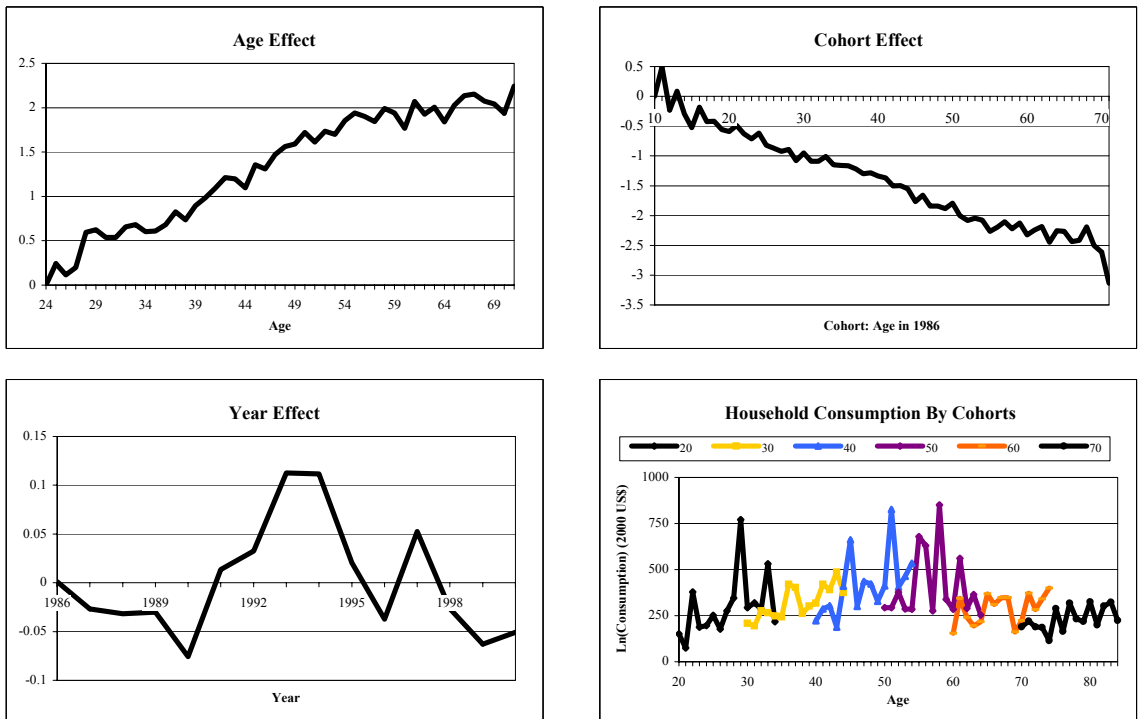 Age Effect
2.5
2
1.5
1
0.5
0
24 29 34 39 44 49 54 59 64 69
Age
Cohort Effect
0.5
0
10 20 30 40 50 60 70
-0.5
-1
-1.5
-2
-2.5
-3
-3.5
Cohort: Age in 1986
Year Effect
0.15
0.1
0.05
0
1986 1989 1992 1995 1998
-0.05
-0.1
Year
Household Consumption By Cohorts
20 30 40 50 60 70
Ln(Consumption) (2000 US$)
1000
750
500
250
0
20 30 40 50 60 70 80
Age